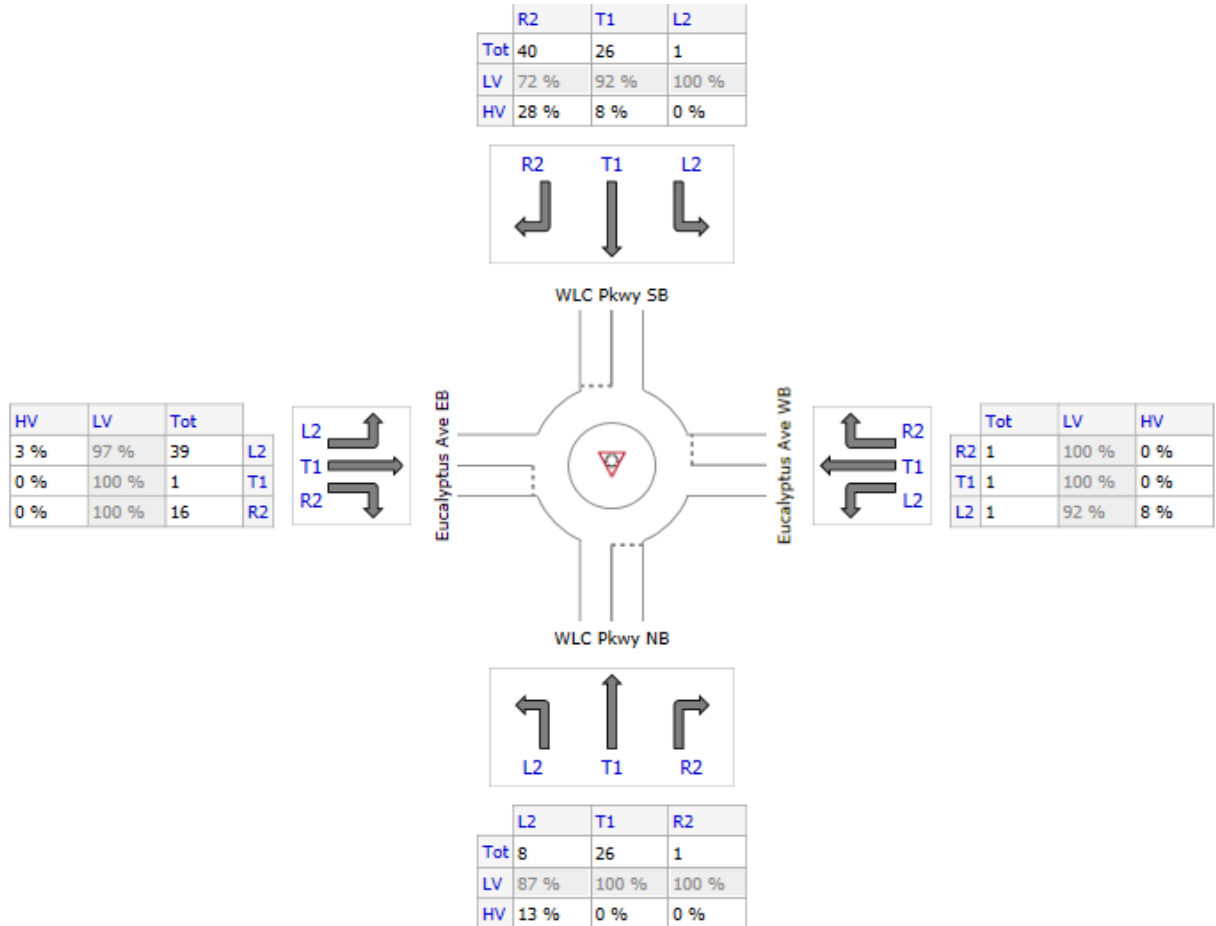 R2 T1 L2
Tot 40 26 1
LV 72 % 92 % 100 %
HV 28 % 8 % 0 %
R2 T1 L2
WLC Pkwy SB
HV LV Tot
3 % 97 % 39 L2
0 % 100 % 1 T1
0 % 100 % 16 R2
L2
T1
R2
Eucalyptus Ave EB
Eucalyptus Ave WB
R2
T1
L2
Tot LV HV
R2 1 100 % 0 %
T1 1 100 % 0 %
L2 1 92 % 8 %
WLC Pkwy NB
L2 T1 R2
L2 T1 R2
Tot 8 26 1
LV 87 % 100 % 100 %
HV 13 % 0 % 0 %